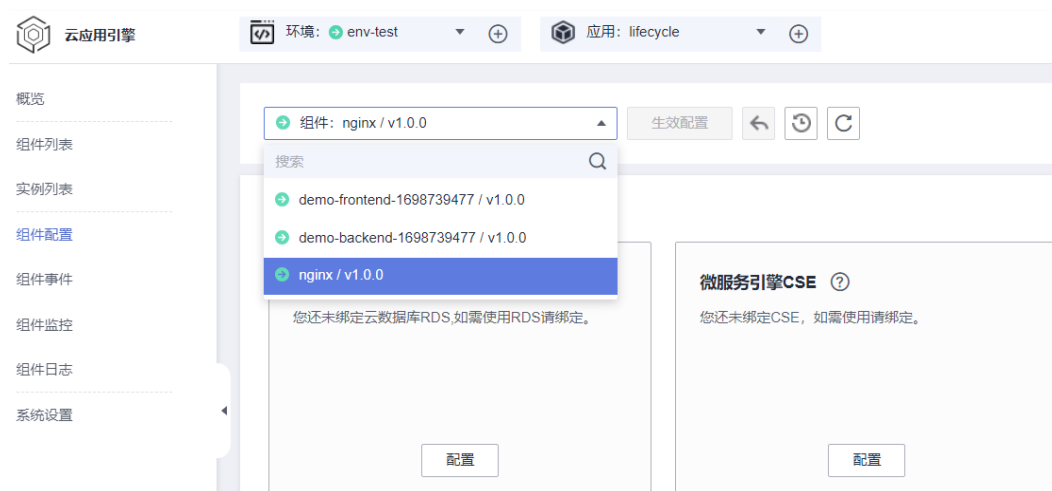 云应用引擎
环境: env-test
应用: lifecycle
概览
组件列表
实例列表
组件配置
组件事件
组件监控
组件日志
系统设置
组件: nginx / v1.0.0
生效配置
搜索
demo-frontend-1698739477 / v1.0.0
demo-backend-1698739477 / v1.0.0
nginx / v1.0.0
您还未绑定云数据库RDS,如需使用RDS请绑定。
配置
微服务引擎CSE
您还未绑定CSE，如需使用请绑定。
配置